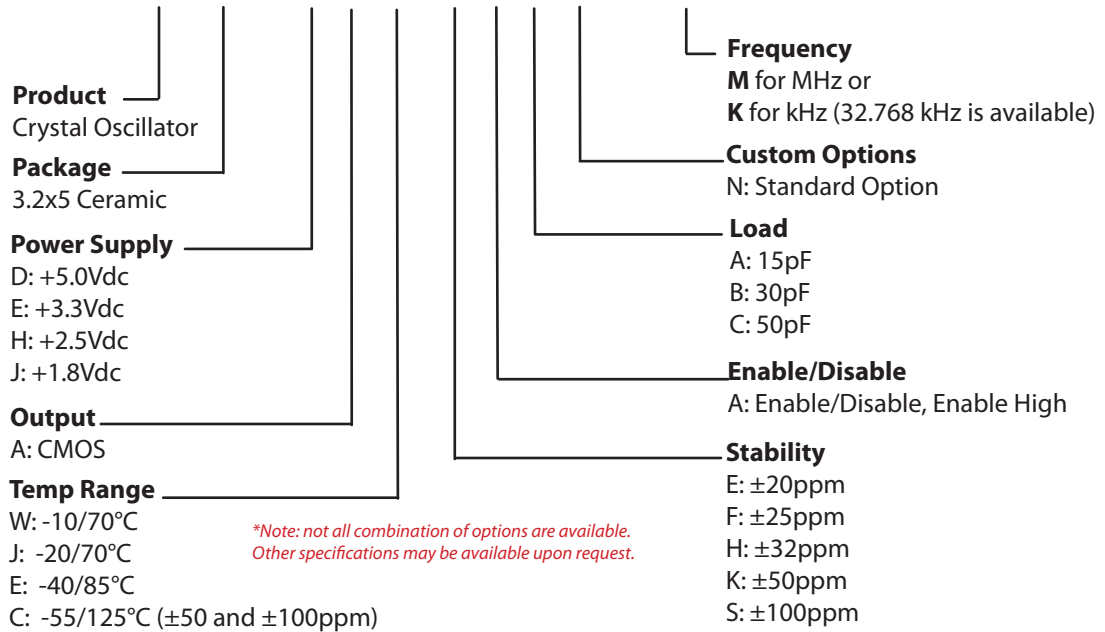 Product
Crystal Oscillator
Package
3.2x5 Ceramic
Power Supply
D: +5.0Vdc
E: +3.3Vdc
H: +2.5Vdc
J: +1.8Vdc
Output
A: CMOS
Temp Range
W: -10/70°C
J: -20/70°C
E: -40/85°C
C: -55/125°C (±50 and ±100ppm)
*Note: not all combination of options are available.
Other specifications may be available upon request.
Frequency
M for MHz or
K for kHz (32.768 kHz is available)
Custom Options
N: Standard Option
Load
A: 15pF
B: 30pF
C: 50pF
Enable/Disable
A: Enable/Disable, Enable High
Stability
E: ±20ppm
F: ±25ppm
H: ±32ppm
K: ±50ppm
S: ±100ppm